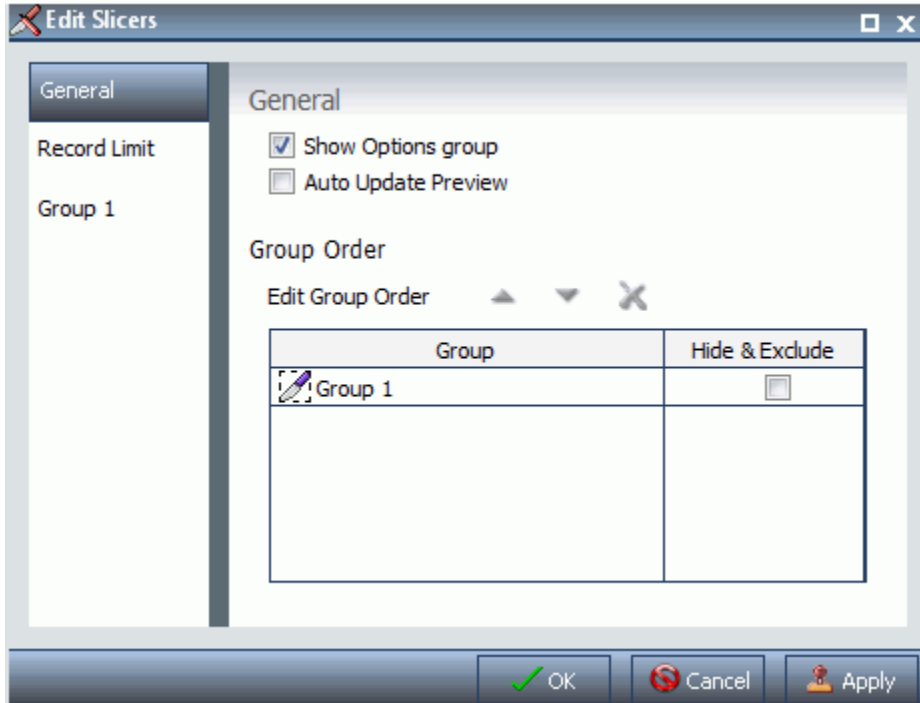 Edit Slicers
General
Record Limit
Group 1
General
Show Options group
Auto Update Preview
Group Order
Edit Group Order
Group Hide & Exclude
Group 1
OK Cancel Apply